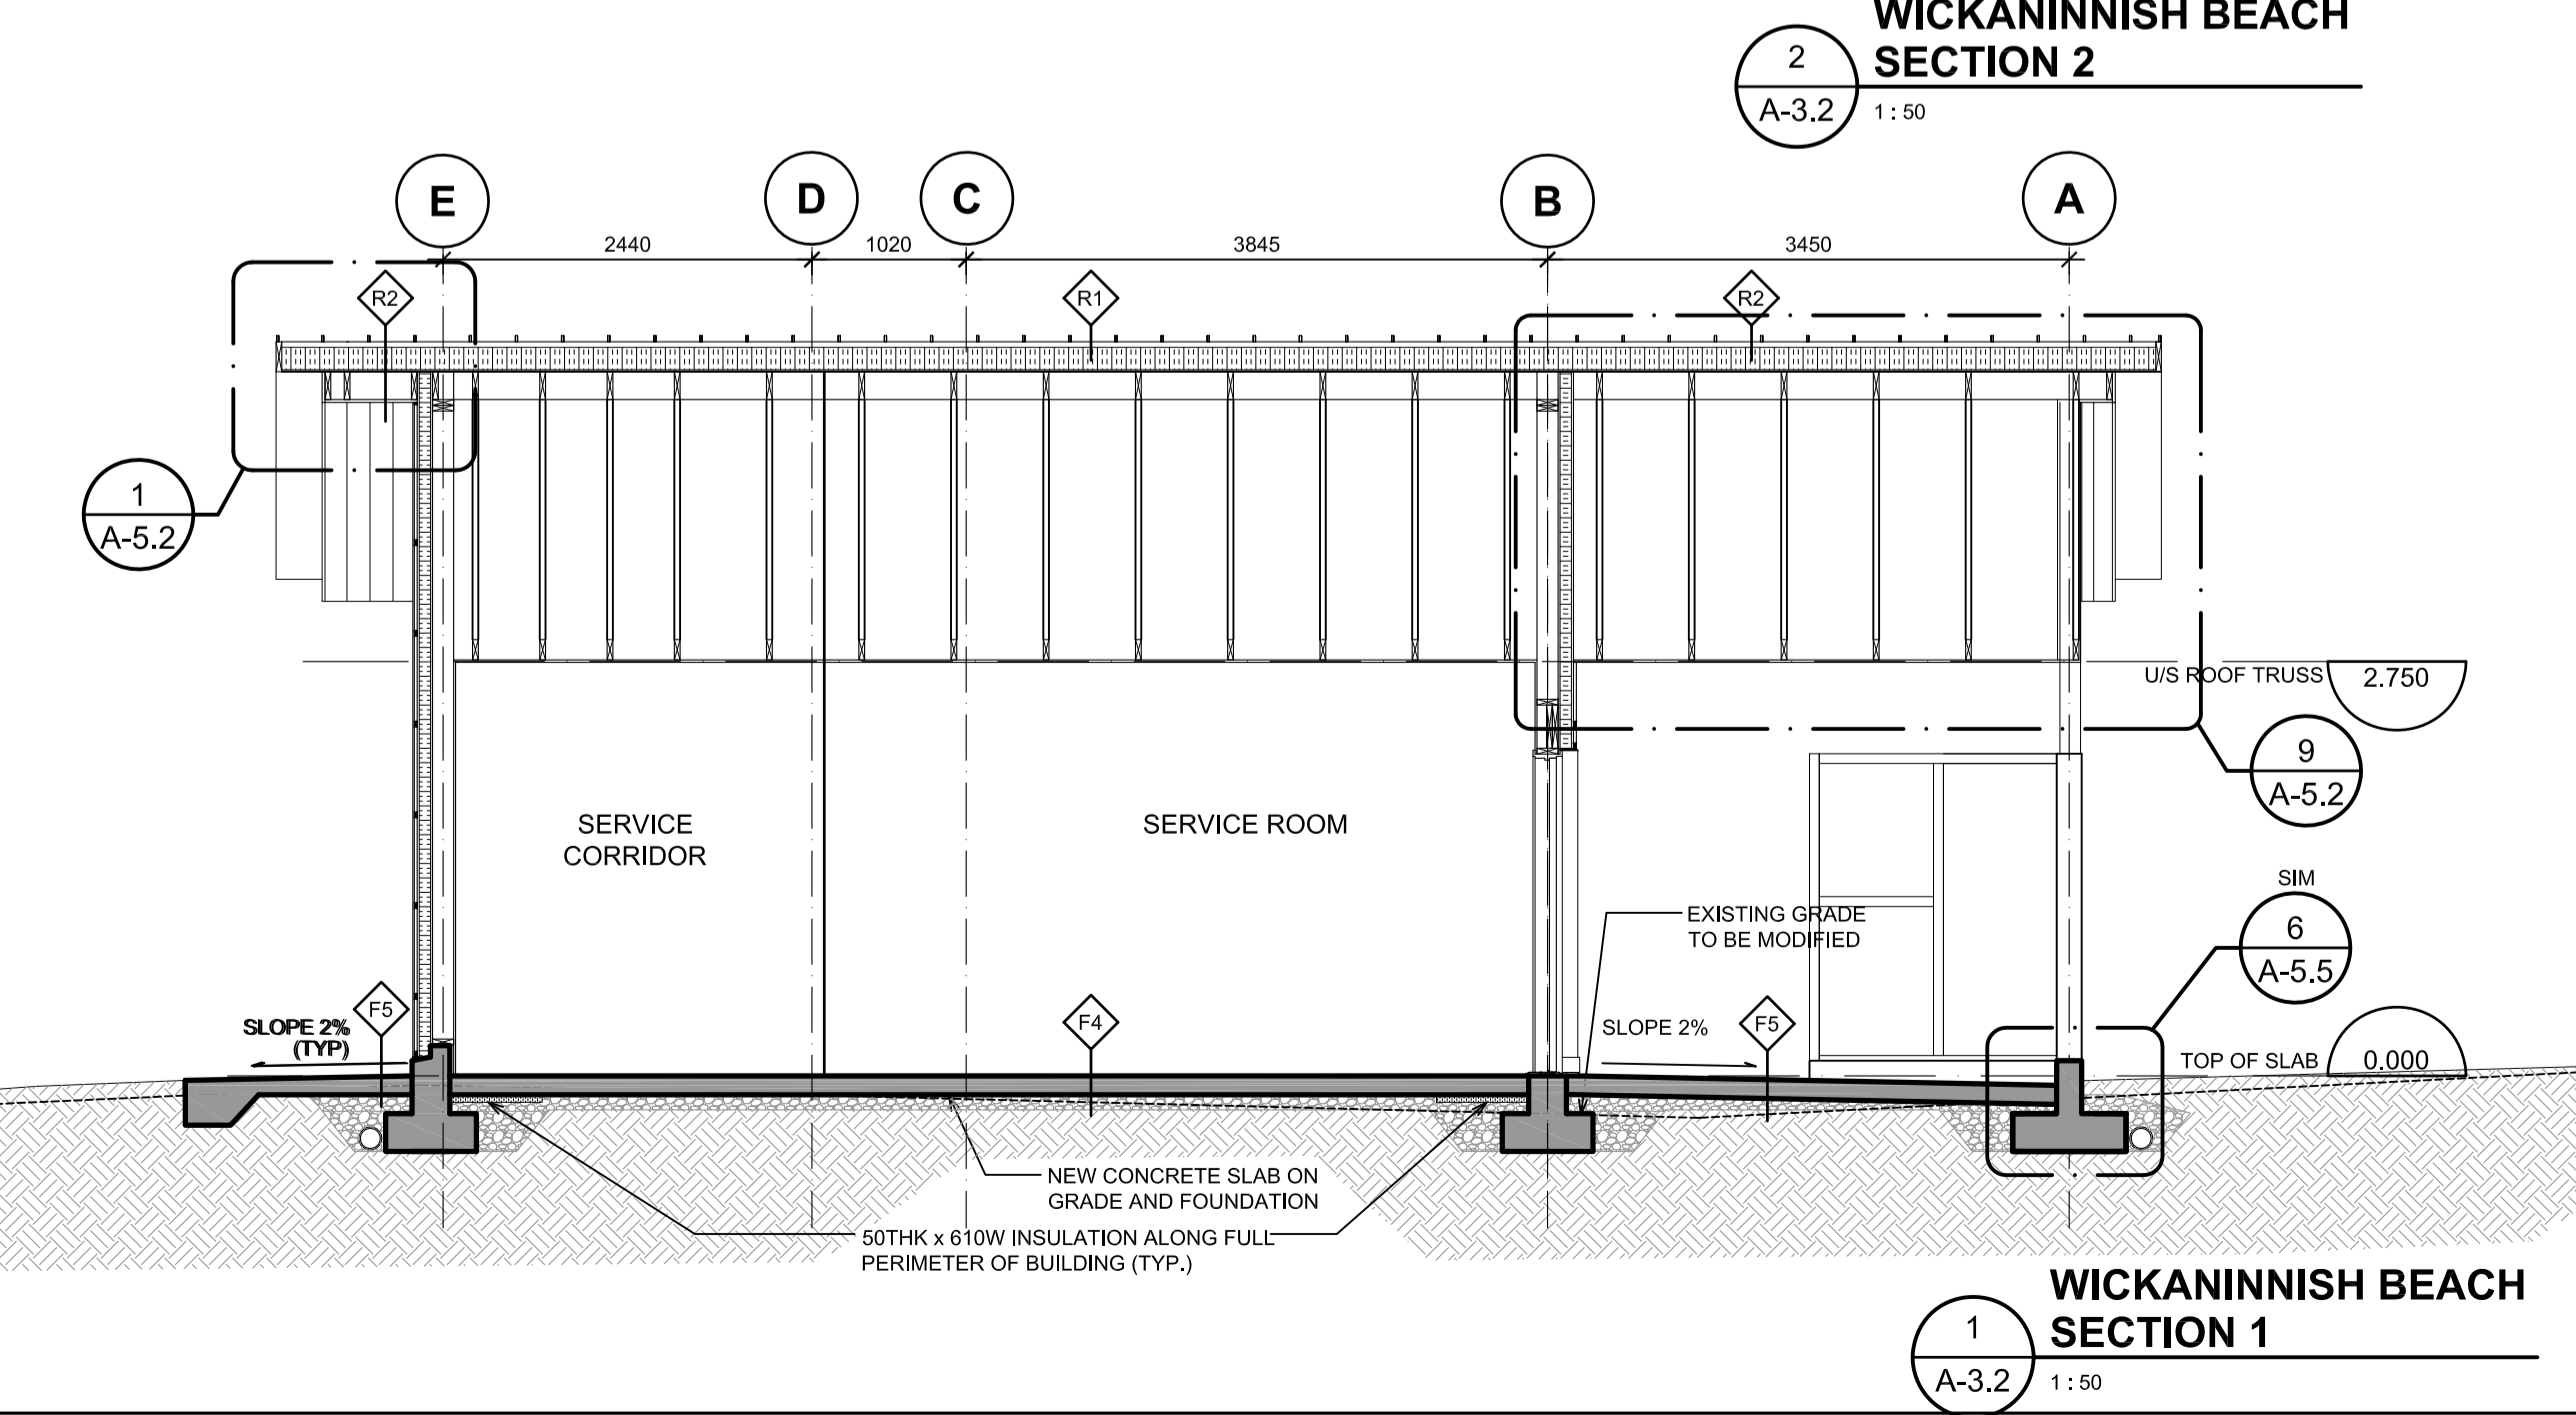 WICKANINNISH BEACH
SECTION 2
2
A-3.2
1 : 50
E
D
C
B
A
2440
1020
3845
3450
R2
R1
R2
1
A-5.2
U/S ROOF TRUSS
2.750
9
A-5.2
SERVICE
CORRIDOR
SERVICE ROOM
SIM
6
A-5.5
EXISTING GRADE
TO BE MODIFIED
F5
SLOPE 2%
(TYP)
F4
SLOPE 2%
F5
TOP OF SLAB
0.000
NEW CONCRETE SLAB ON
GRADE AND FOUNDATION
50THK x 610W INSULATION ALONG FULL
PERIMETER OF BUILDING (TYP.)
WICKANINNISH BEACH
SECTION 1
1
A-3.2
1 : 50